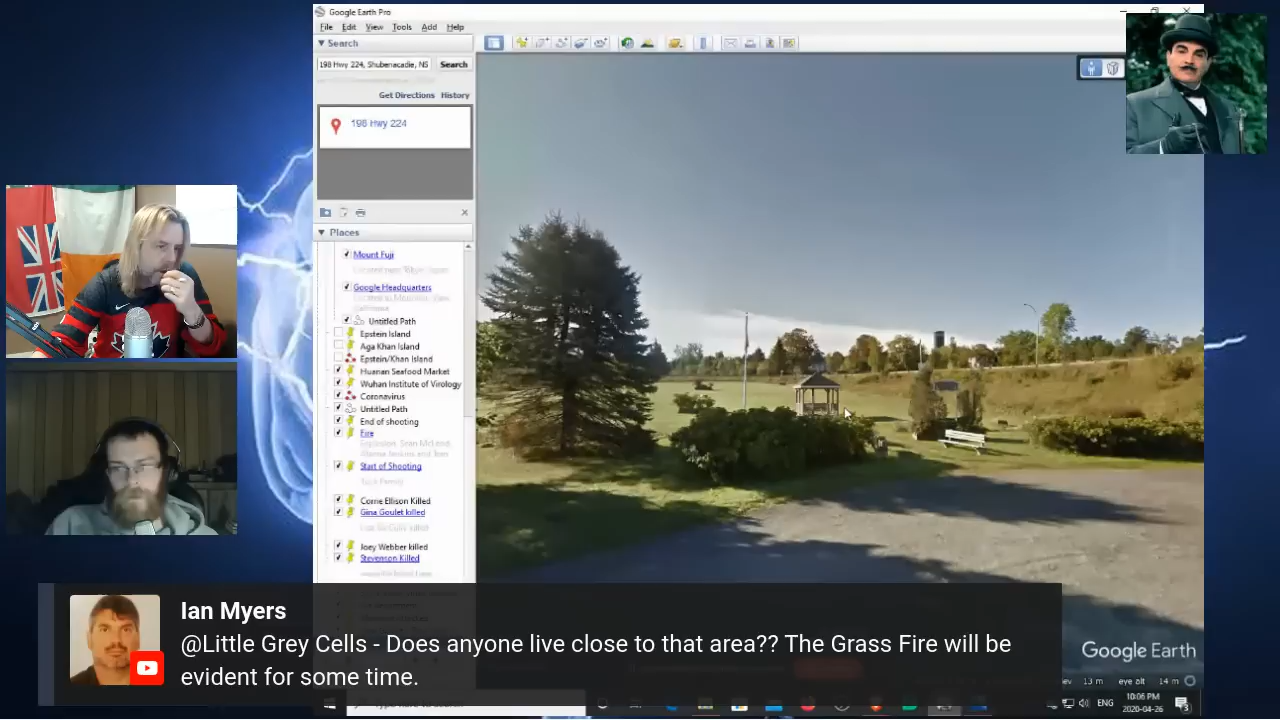 Google Earth Pro
File Edit View Tools Add Help
Search
198 Hwy 224, Shubenacadie, NS
Search
Get Directions History
198 Hwy 224
Places
Mount Fuji
Google Headquarters
Untitled Path
Epstein Island
Aga Khan Island
Epstein/Khan Island
Huanan Seafood Market
Wuhan Institute of Virology
Coronavirus
Untitled Path
End of shooting
Fire
Start of Shooting
Corrie Ellison Killed
Gina Goulet killed
Joey Webber killed
Stevenson Killed
Ian Myers
@Little Grey Cells - Does anyone live close to that area?? The Grass Fire will be
evident for some time.
Google Earth
13 m eye alt 14 m
ENG
10:06 PM
2020-04-26